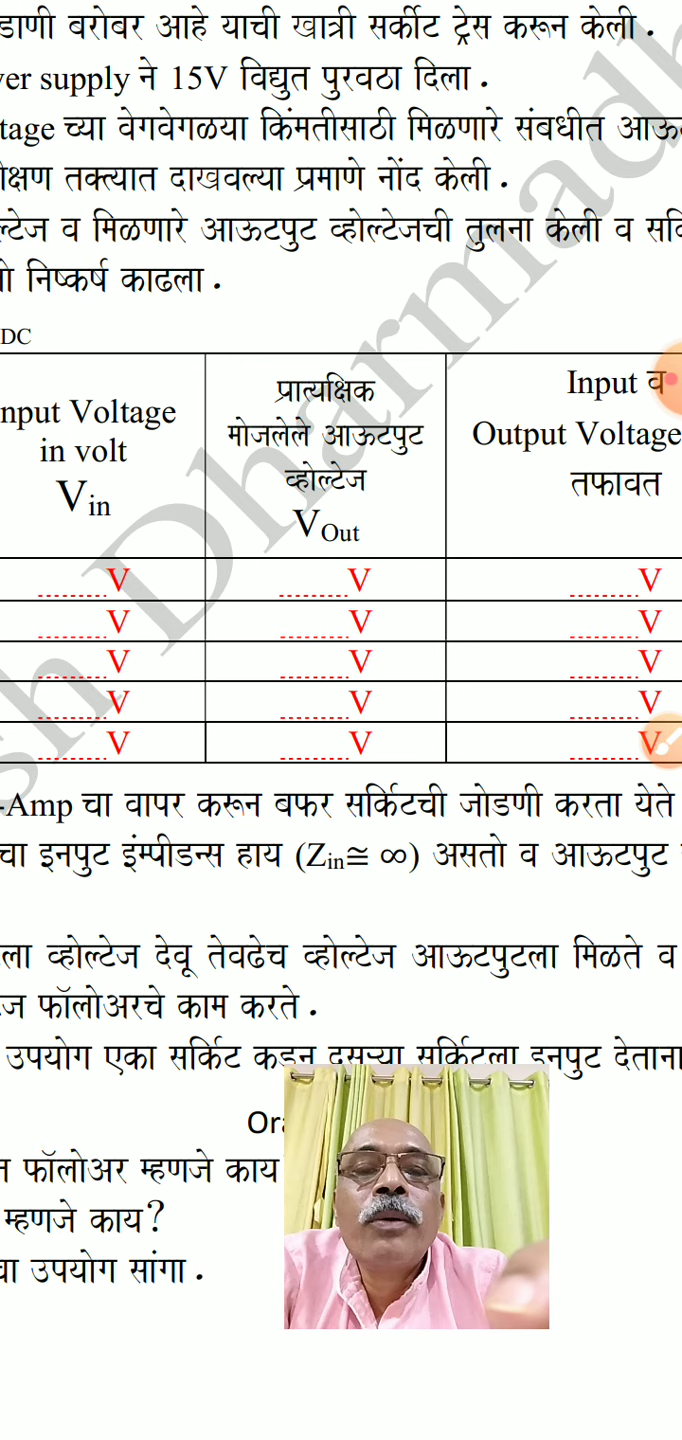 डाणी बरोबर आहे याची खात्री सर्कीट ट्रेस करून केली .
ver supply ने 15V विद्युत पुरवठा दिला .
tage च्या वेगवेगळया किंमतीसाठी मिळणारे संबधीत आऊ
क्षण तक्त्यात दाखवल्या प्रमाणे नोंद केली .
ल्टेज व मिळणारे आऊटपुट व्होल्टेजची तुलना केली व
निष्कर्ष काढला .
DC
nput Voltage in volt Vin
प्रात्यक्षिक मोजलेले आऊटपुट व्होल्टेज VOut
Input व Output Voltage तफावत
........V ........V ........V
........V ........V ........V
........V ........V ........V
........V ........V ........V
........V ........V ........V
-Amp चा वापर करून बफर सर्किटची जोडणी करता येते
चा इनपुट इंम्पीडन्स हाय (Zin≅ ∞) असतो व आऊटपुट
ला व्होल्टेज देवू तेवढेच व्होल्टेज आऊटपुटला मिळते व
ज फॉलोअरचे काम करते .
उपयोग एका सर्किट कडून दुसऱ्या सर्किटला इनपुट देताना
Ora
फॉलोअर म्हणजे काय
म्हणजे काय?
चा उपयोग सांगा .
sh Dharmadh